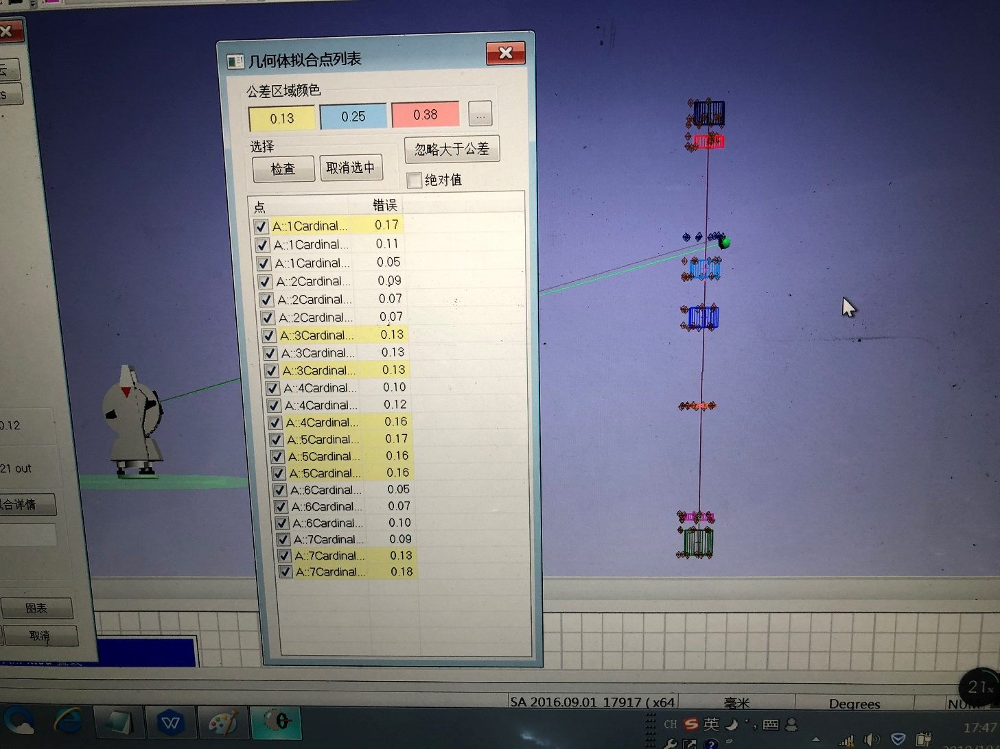 几何体拟合点列表
公差区域颜色
0.13 0.25 0.38 ...
选择
检查 取消选中 忽略大于公差
绝对值
点 错误
A::1Cardinal... 0.17
A::1Cardinal... 0.11
A::1Cardinal... 0.05
A::2Cardinal... 0.09
A::2Cardinal... 0.07
A::2Cardinal... 0.07
A::3Cardinal... 0.13
A::3Cardinal... 0.13
A::3Cardinal... 0.13
A::4Cardinal... 0.10
A::4Cardinal... 0.12
A::4Cardinal... 0.16
A::5Cardinal... 0.17
A::5Cardinal... 0.16
A::5Cardinal... 0.16
A::6Cardinal... 0.05
A::6Cardinal... 0.07
A::6Cardinal... 0.10
A::7Cardinal... 0.09
A::7Cardinal... 0.13
A::7Cardinal... 0.18
云
0.12
21 out
合详情
图表
取消
21%
SA 2016.09.01_17917 (x64 毫米 Degrees NU
CH 英
17:47